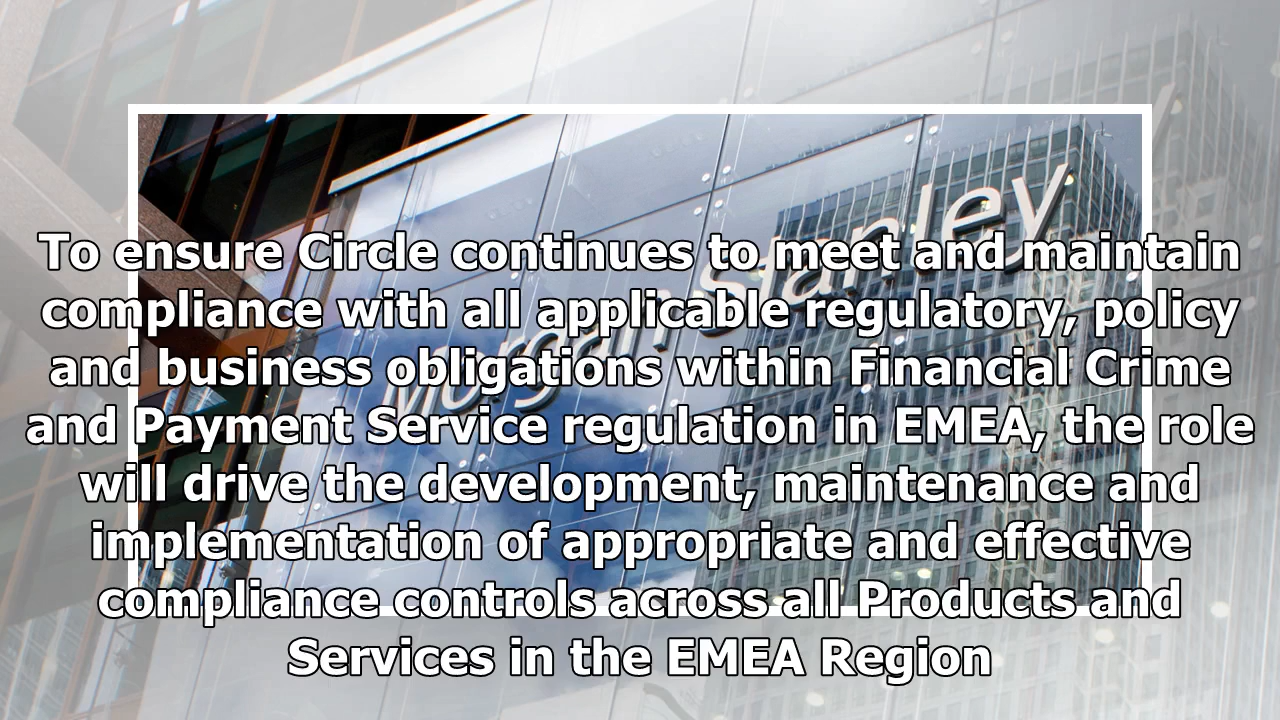 Morgan Stanley
To ensure Circle continues to meet and maintain
compliance with all applicable regulatory, policy
and business obligations within Financial Crime
and Payment Service regulation in EMEA, the role
will drive the development, maintenance and
implementation of appropriate and effective
compliance controls across all Products and
Services in the EMEA Region